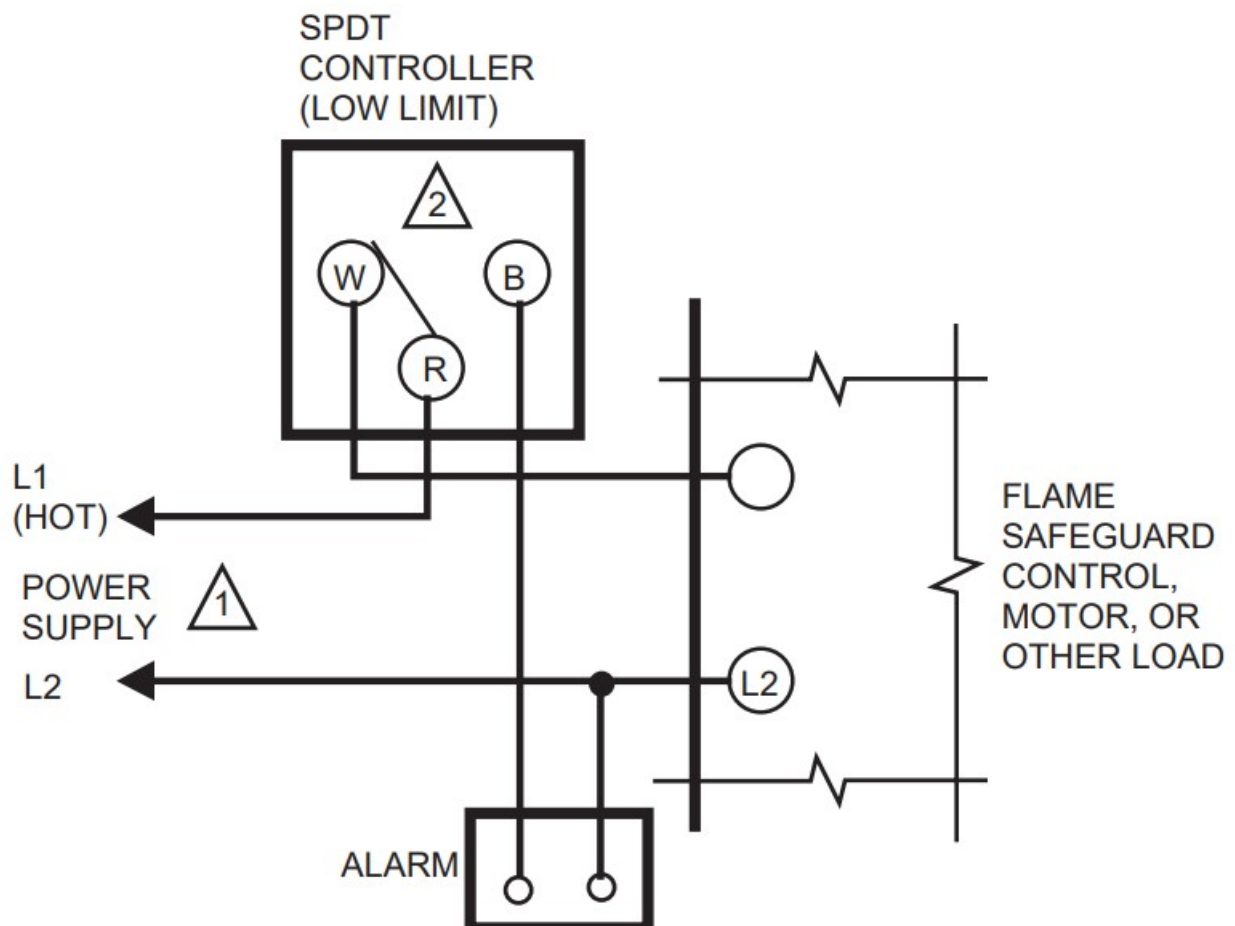 SPDT
CONTROLLER
(LOW LIMIT)
2
W
B
R
L1
(HOT)
POWER
SUPPLY
1
L2
L2
FLAME
SAFEGUARD
CONTROL,
MOTOR, OR
OTHER LOAD
ALARM